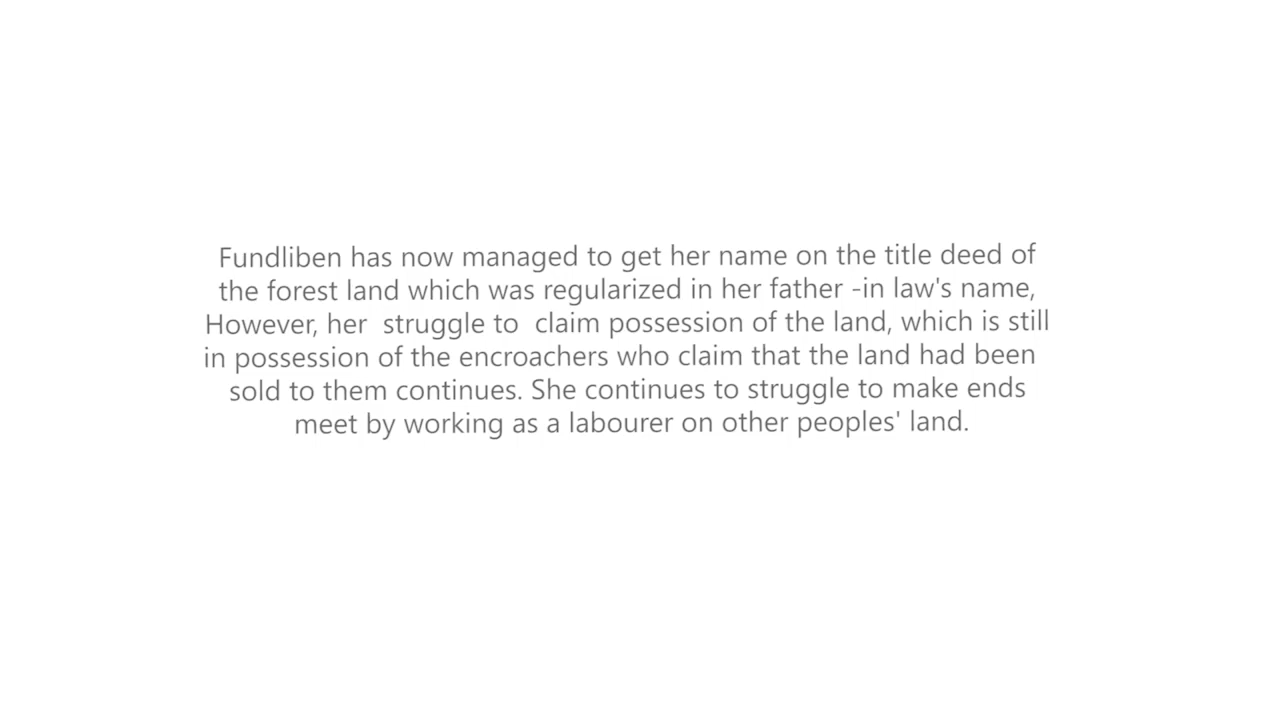 Fundliben has now managed to get her name on the title deed of
the forest land which was regularized in her father -in law's name,
However, her  struggle to  claim possession of the land, which is still
in possession of the encroachers who claim that the land had been
sold to them continues. She continues to struggle to make ends
meet by working as a labourer on other peoples' land.